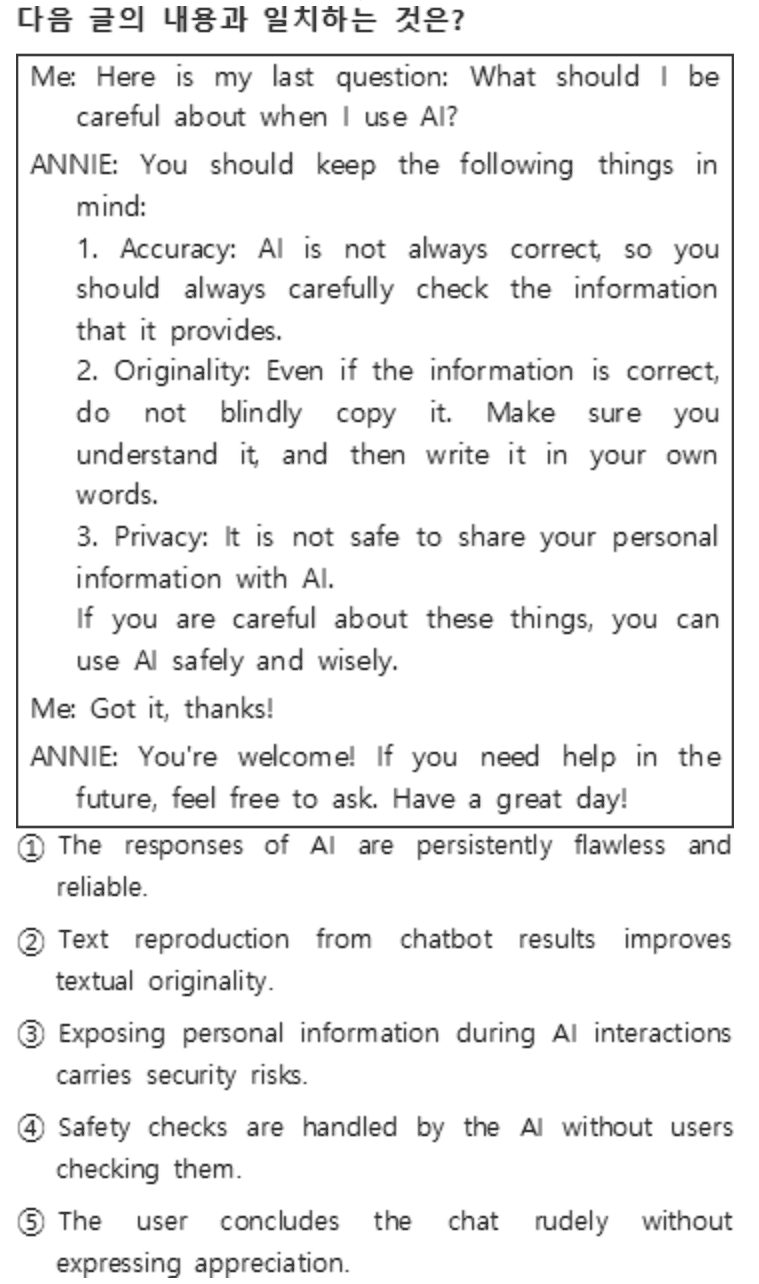 다음 글의 내용과 일치하는 것은?
Me: Here is my last question: What should I be
careful about when I use AI?
ANNIE: You should keep the following things in
mind:
1. Accuracy: AI is not always correct, so you
should always carefully check the information
that it provides.
2. Originality: Even if the information is correct,
do not blindly copy it. Make sure you
understand it, and then write it in your own
words.
3. Privacy: It is not safe to share your personal
information with AI.
If you are careful about these things, you can
use AI safely and wisely.
Me: Got it, thanks!
ANNIE: You're welcome! If you need help in the
future, feel free to ask. Have a great day!
① The responses of AI are persistently flawless and
reliable.
② Text reproduction from chatbot results improves
textual originality.
③ Exposing personal information during AI interactions
carries security risks.
④ Safety checks are handled by the AI without users
checking them.
⑤ The user concludes the chat rudely without
expressing appreciation.